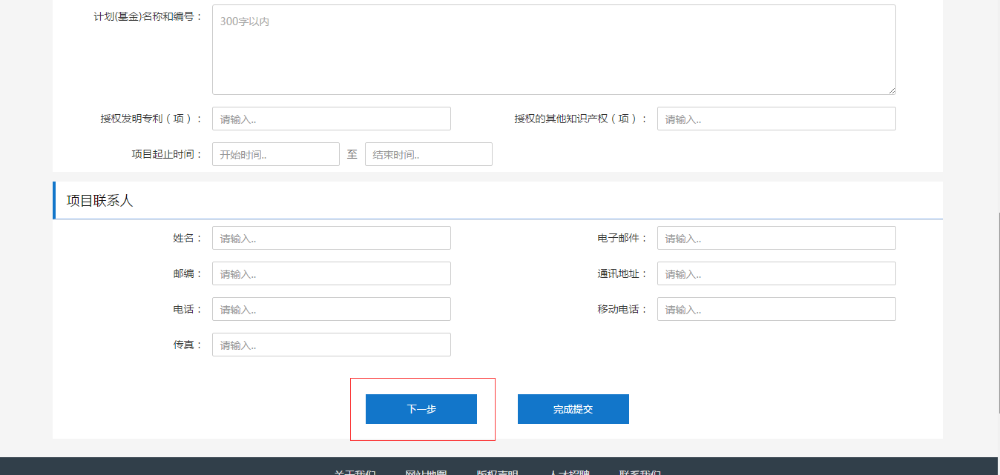 计划(基金)名称和编号：
300字以内
授权发明专利（项）： 请输入.. 授权的其他知识产权（项）： 请输入..
项目起止时间： 开始时间.. 至 结束时间..
项目联系人
姓名： 请输入.. 电子邮件： 请输入..
邮编： 请输入.. 通讯地址： 请输入..
电话： 请输入.. 移动电话： 请输入..
传真： 请输入..
下一步 完成提交
关于我们 网站地图 版权声明 人才招聘 联系我们